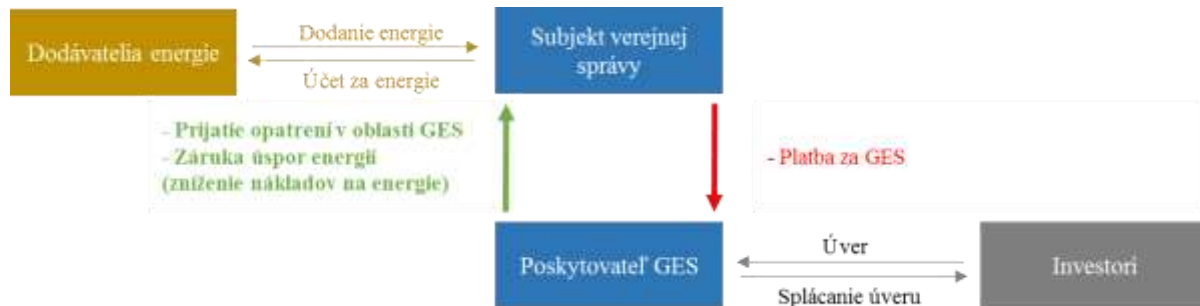 Dodávatelia energie
Dodanie energie
Účet za energie
Subjekt verejnej
správy
- Prijatie opatrení v oblasti GES
- Záruka úspor energií
(zníženie nákladov na energie)
- Platba za GES
Poskytovateľ GES
Úver
Splácanie úveru
Investori